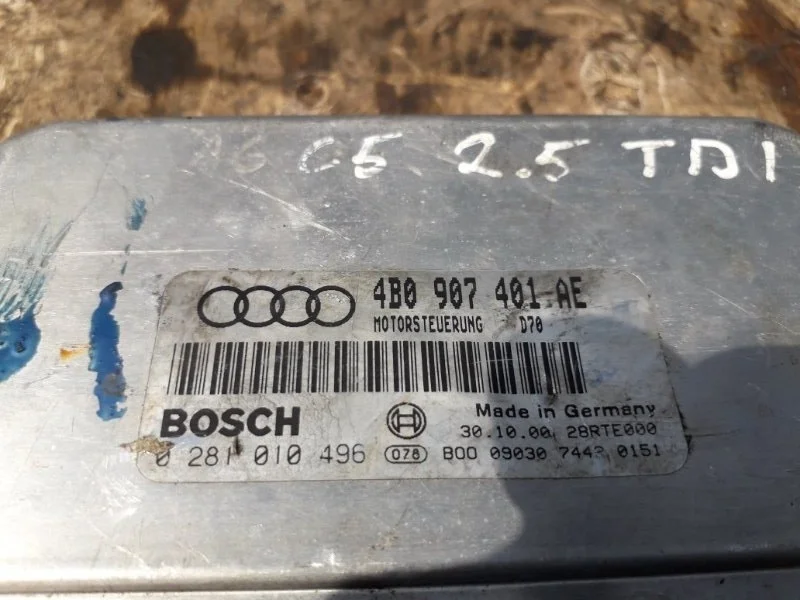 C5 2.5 TDI
4B0 907 401 AE
MOTORSTEUERUNG D70
BOSCH
Made in Germany
30.10.00 28RTE000
0 281 010 496 078 B00 09030 0151